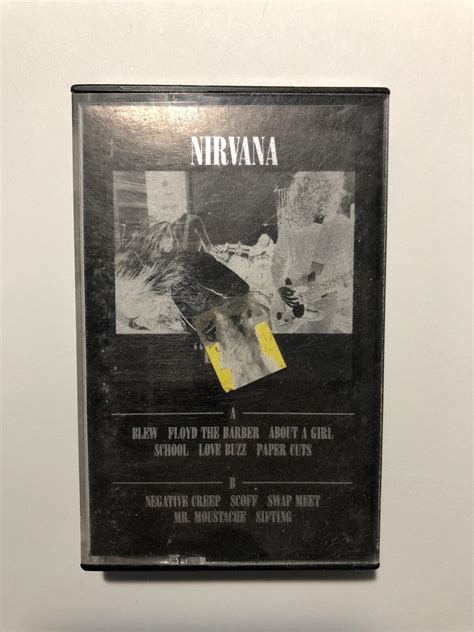 NIRVANA
A
BLEW FLOYD THE BARBER ABOUT A GIRL
SCHOOL LOVE BUZZ PAPER CUTS
B
NEGATIVE CREEP SCOFF SWAP MEET
MR. MOUSTACHE SIFTING